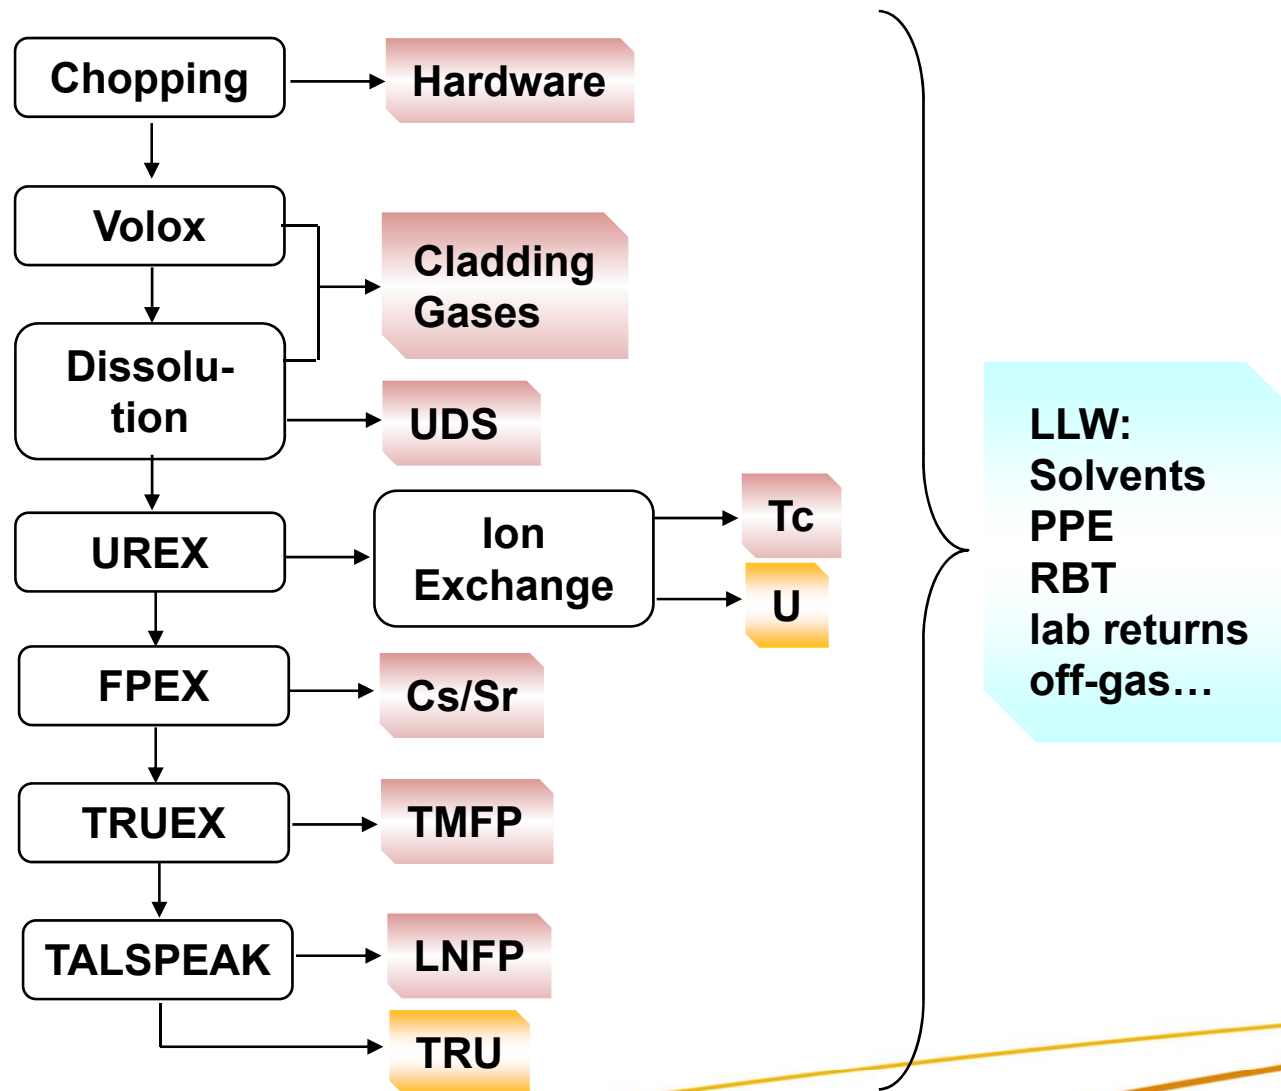 Chopping
Hardware
Volox
Cladding
Gases
Dissolu-
tion
UDS
UREX
Ion
Exchange
Tc
U
FPEX
Cs/Sr
TRUEX
TMFP
TALSPEAK
LNFP
TRU
LLW:
Solvents
PPE
RBT
lab returns
off-gas…